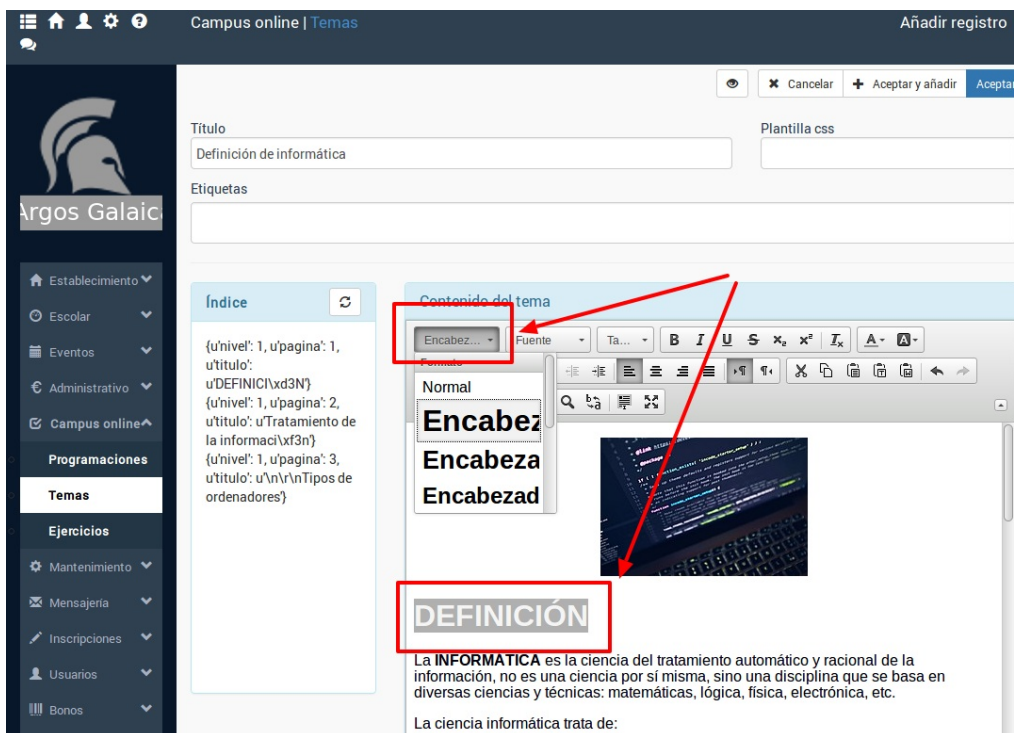 Campus online | Temas
Añadir registro
Cancelar
Aceptar y añadir
Aceptar
Argos Galaic
Establecimiento
Escolar
Eventos
Administrativo
Campus online
Programaciones
Temas
Ejercicios
Mantenimiento
Mensajería
Inscripciones
Usuarios
Bonos
Título
Definición de informática
Plantilla css
Etiquetas
Índice
{u'nivel': 1, u'pagina': 1,
u'titulo':
u'DEFINICI\xd3N'}
{u'nivel': 1, u'pagina': 2,
u'titulo': u'Tratamiento de
la informaci\xf3n'}
{u'nivel': 1, u'pagina': 3,
u'titulo': u'\n\r\nTipos de
ordenadores'}
Contenido del tema
Encabez...
Fuente
Ta...
B I U S x₂ x² Iₓ A A
Formato
Normal
Encabez
Encabeza
Encabezad
DEFINICIÓN
La INFORMÁTICA es la ciencia del tratamiento automático y racional de la
información, no es una ciencia por sí misma, sino una disciplina que se basa en
diversas ciencias y técnicas: matemáticas, lógica, física, electrónica, etc.
La ciencia informática trata de: